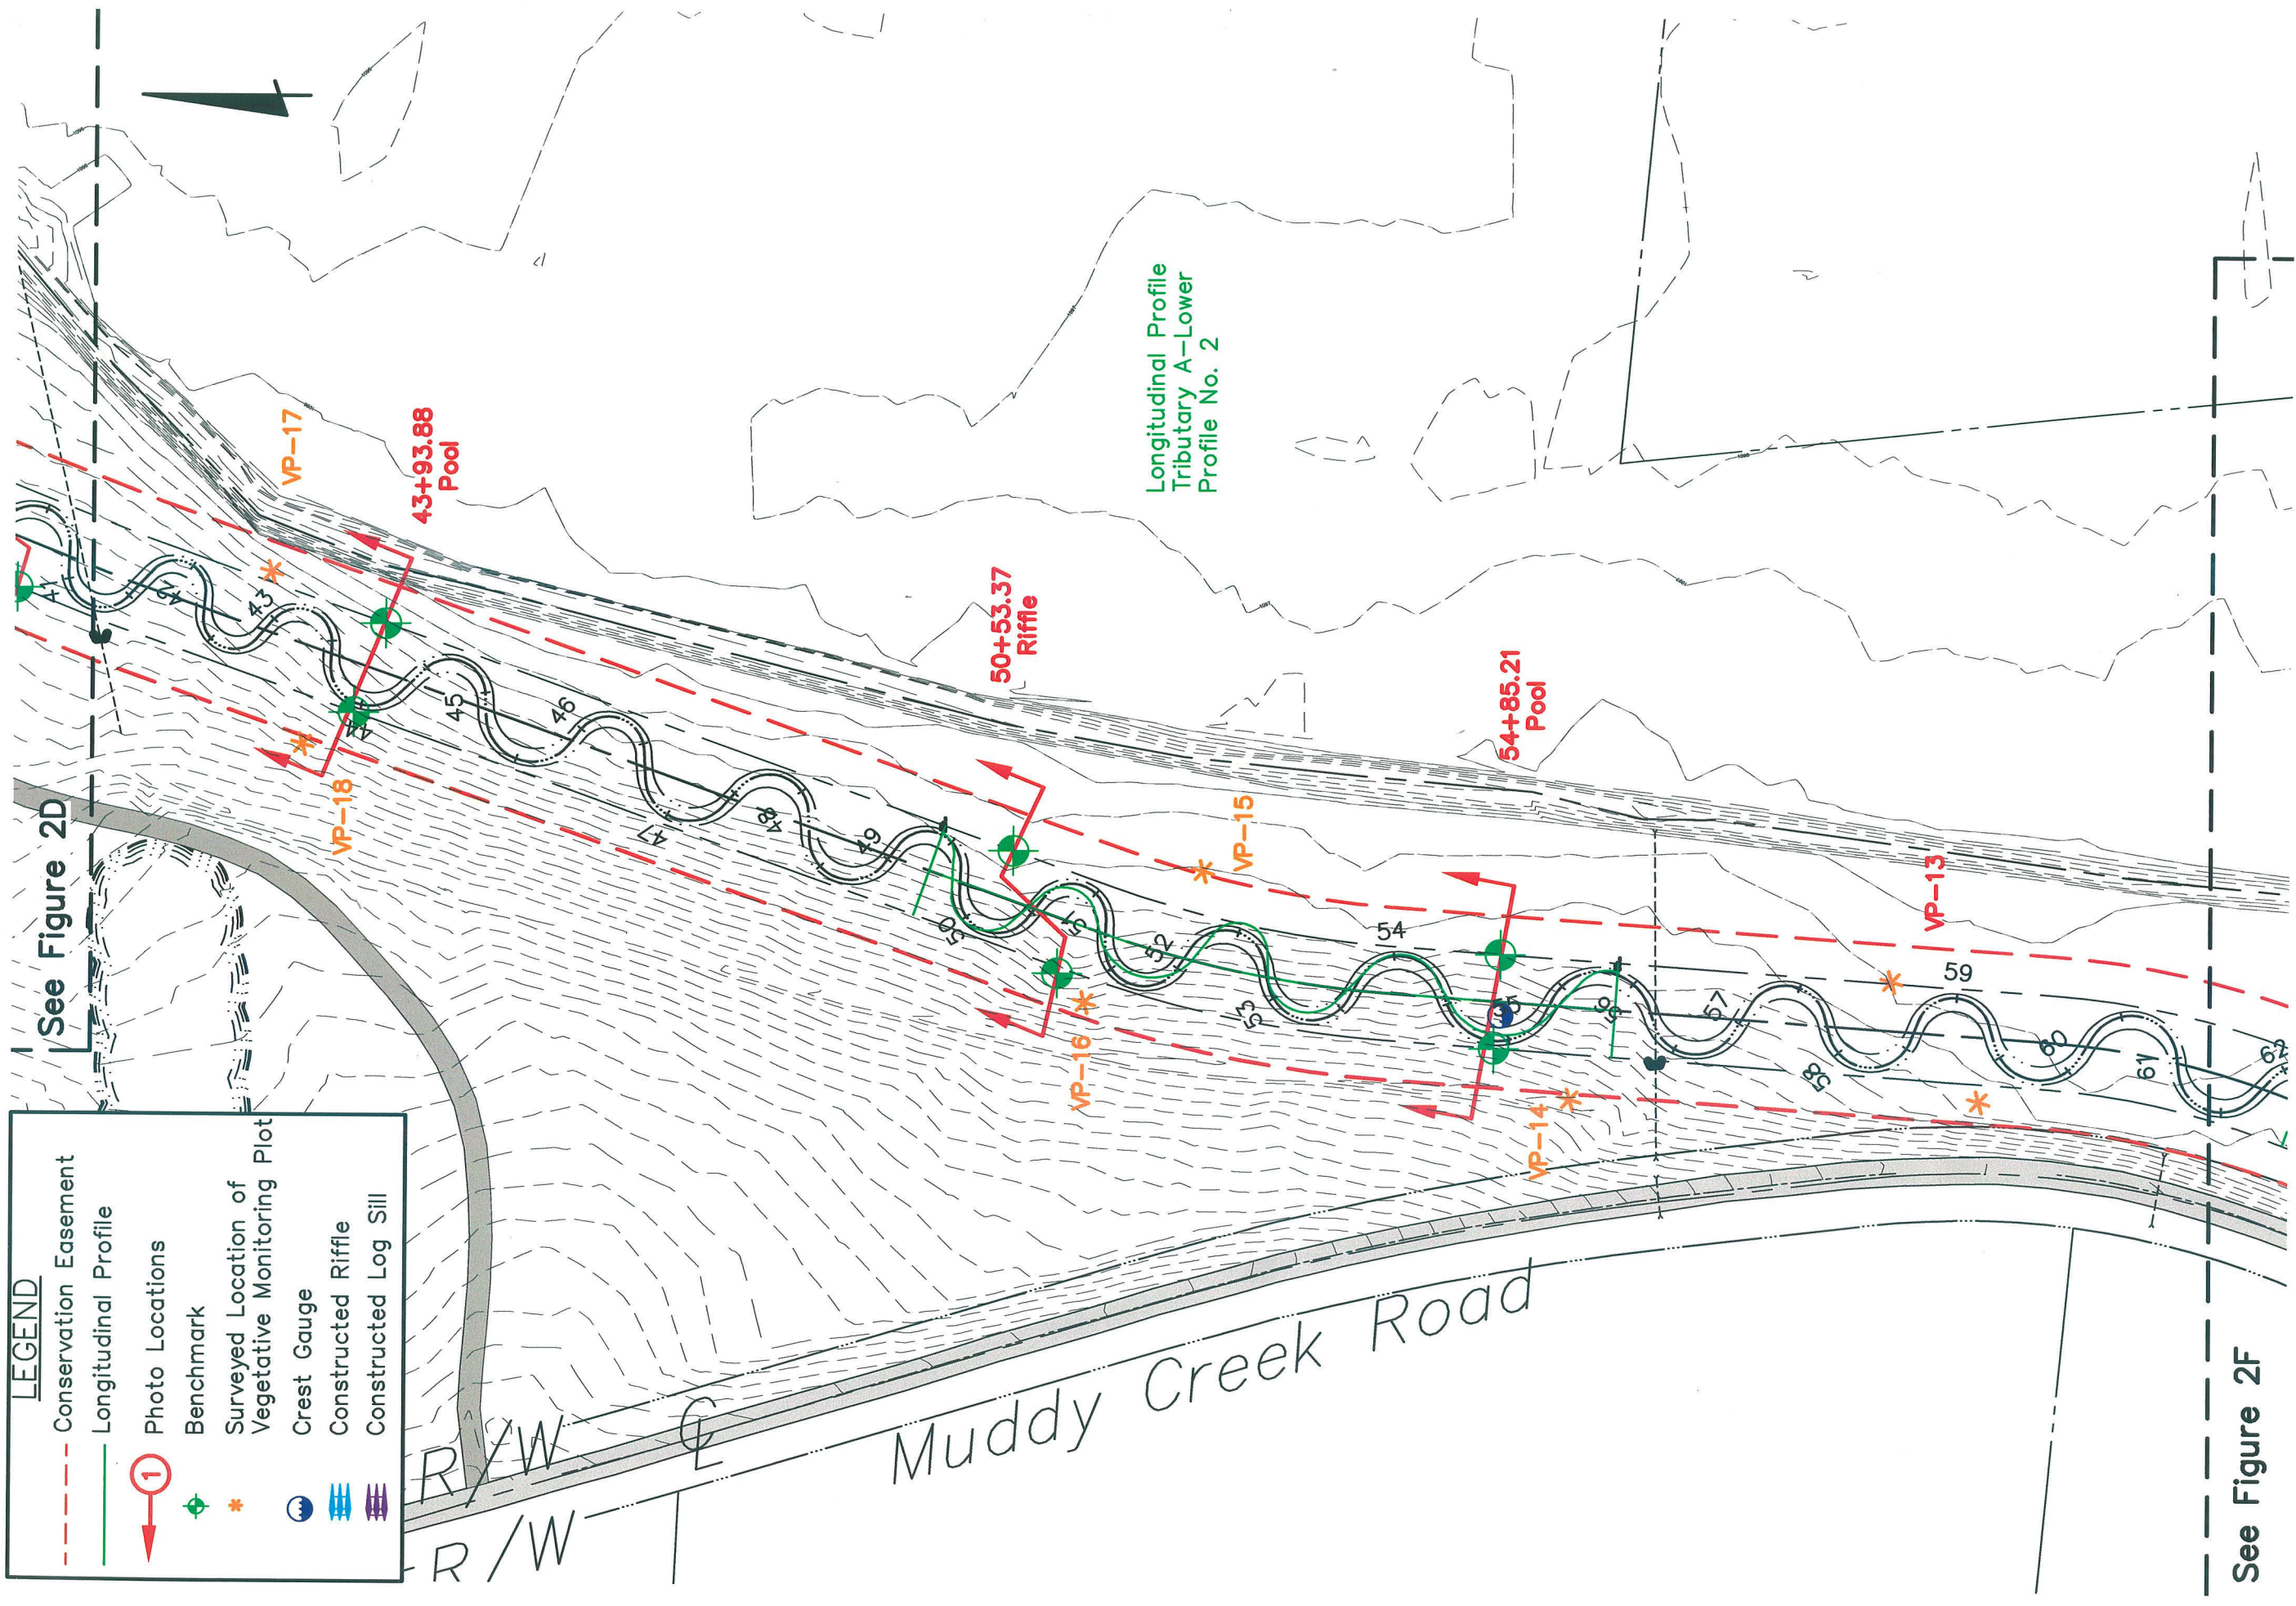 LEGEND
Conservation Easement
Longitudinal Profile
1
Photo Locations
Benchmark
Surveyed Location of
Vegetative Monitoring Plot
Crest Gauge
Constructed Riffle
Constructed Log Sill
See Figure 2D
VP-17
43+93.88
Pool
VP-18
41
42
43
44
45
46
47
48
49
50
51
52
53
54
55
56
57
58
59
60
61
62
50+53.37
Riffle
VP-15
VP-16
Longitudinal Profile
Tributary A-Lower
Profile No. 2
54+85.21
Pool
VP-14
VP-13
R/W
R/W
CL
Muddy Creek Road
See Figure 2F